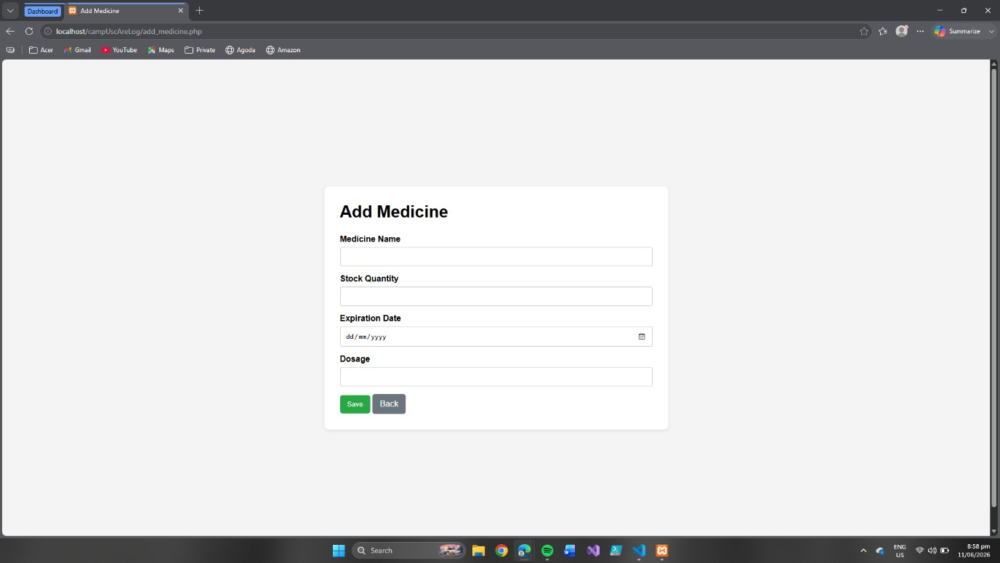 Dashboard
Add Medicine
localhost/campUscAreLog/add_medicine.php
Summarize
Acer
Gmail
YouTube
Maps
Private
Agoda
Amazon
Add Medicine
Medicine Name
Stock Quantity
Expiration Date
dd/mm/yyyy
Dosage
Save
Back
Search
ENG
US
8:58 pm
11/06/2026